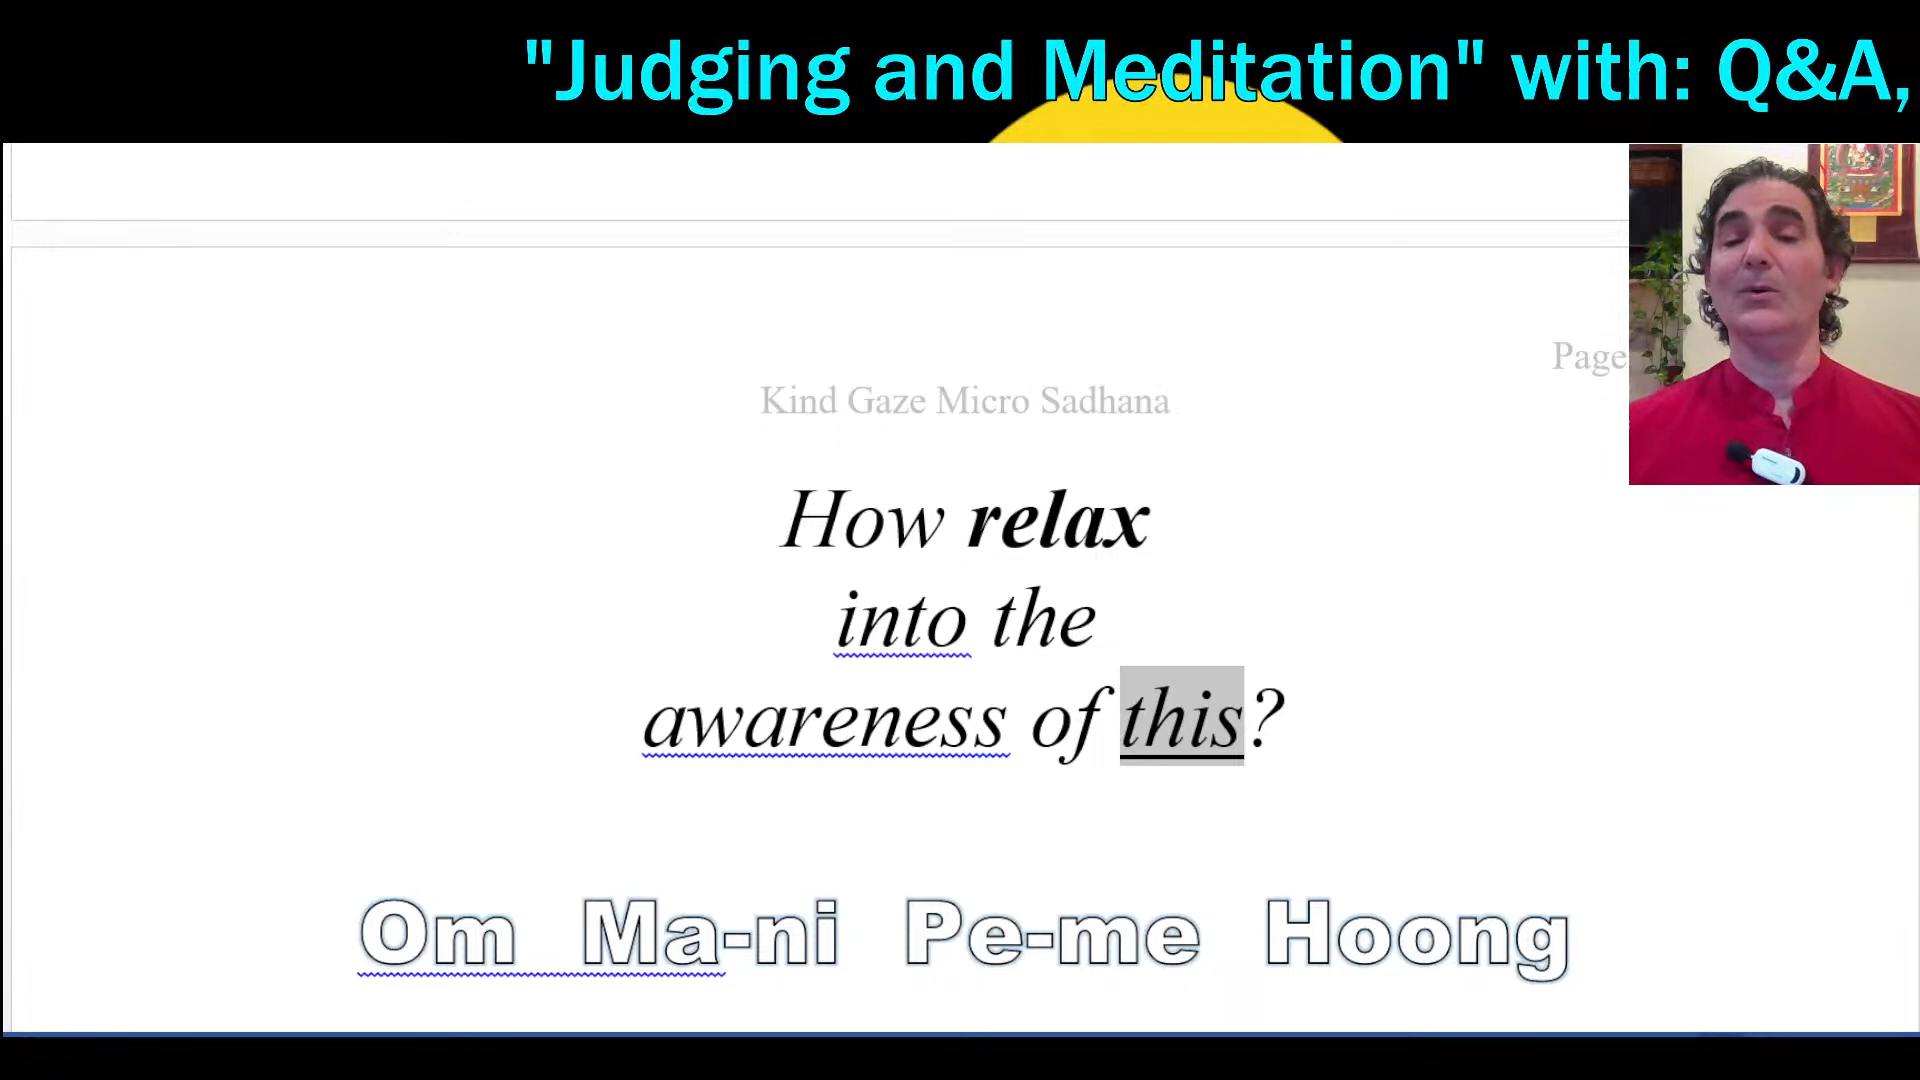 "Judging and Meditation" with: Q&A,
Page
Kind Gaze Micro Sadhana
How relax
into the
awareness of this?
Om Ma-ni Pe-me Hoong